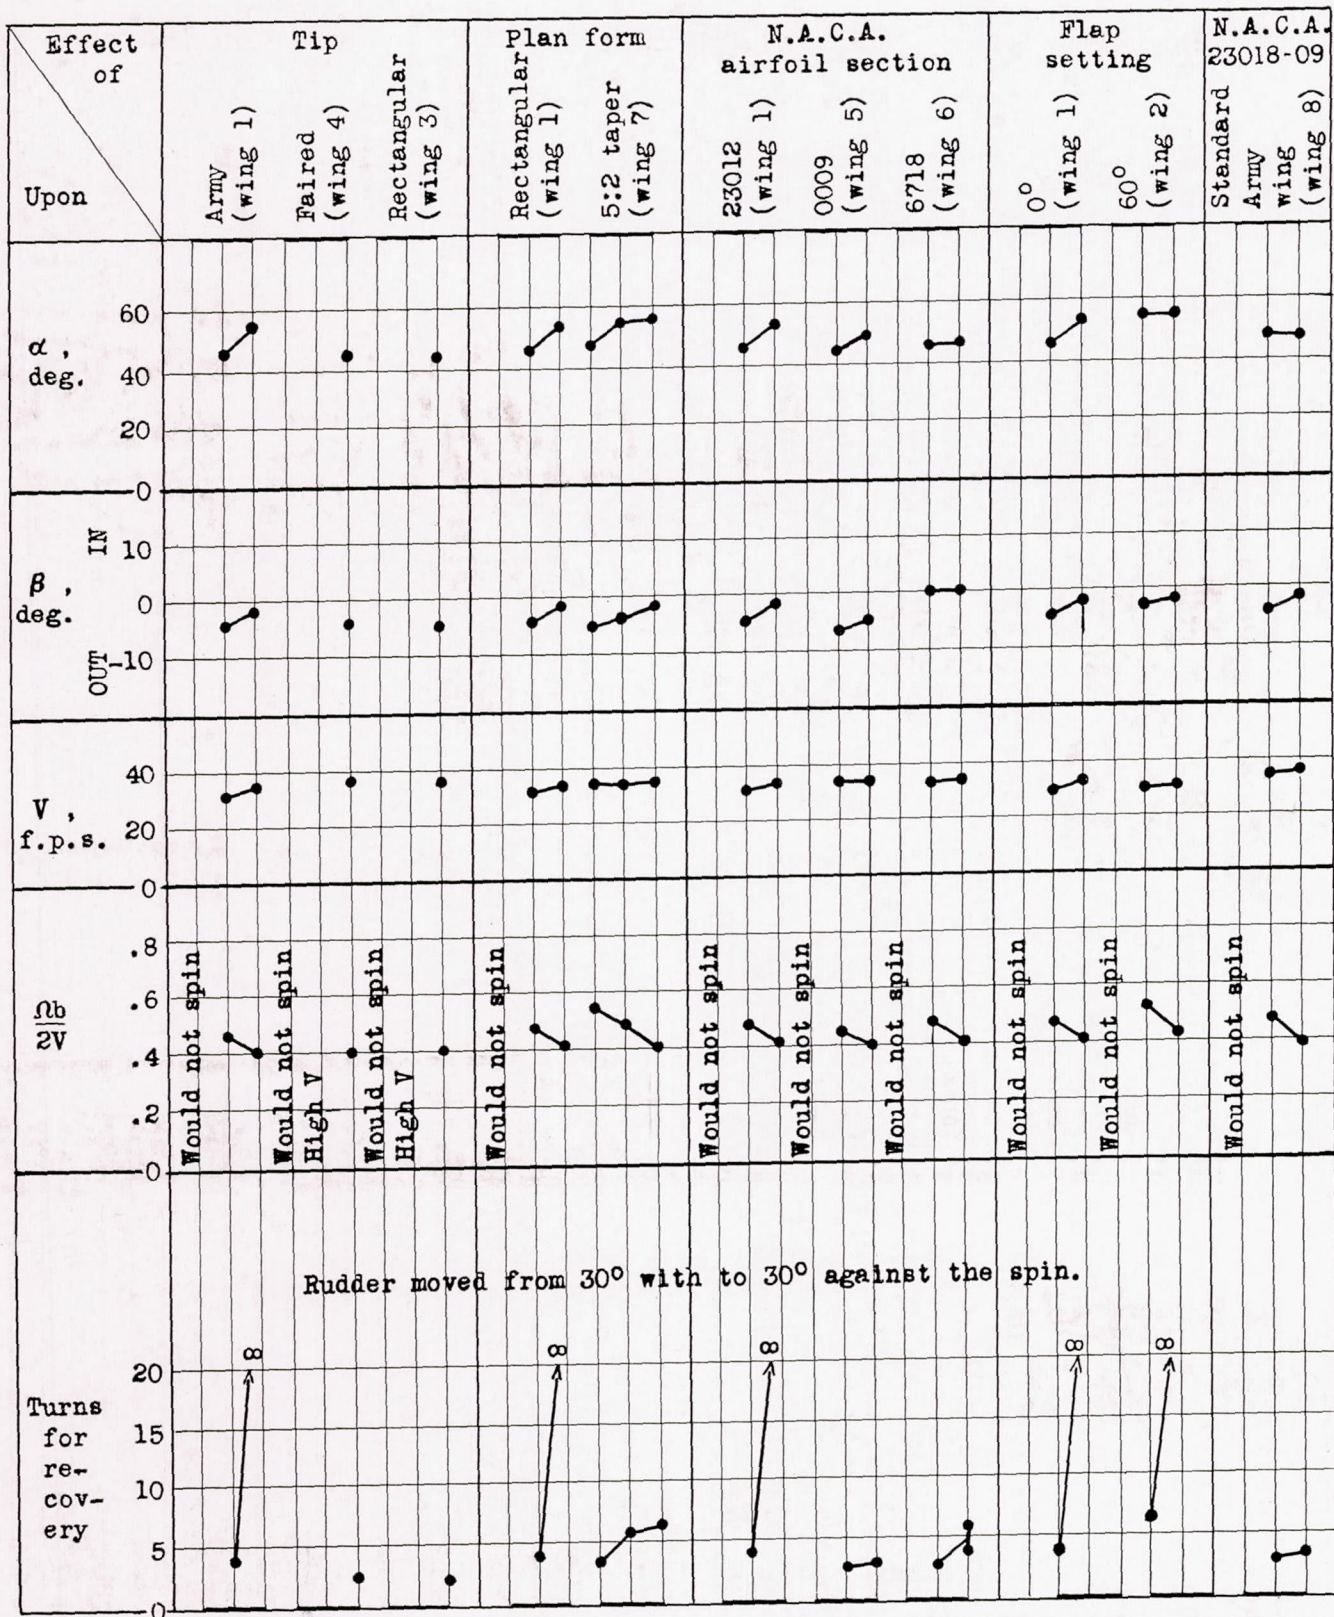 Effect
of
Upon
Tip
Army
(wing 1)
Faired
(wing 4)
Rectangular
(wing 3)
Plan form
Rectangular
(wing 1)
5:2 taper
(wing 7)
N.A.C.A.
airfoil section
23012
(wing 1)
0009
(wing 5)
6718
(wing 6)
Flap
setting
0°
(wing 1)
60°
(wing 2)
N.A.C.A.
23018-09
Standard
Army
wing
(wing 8)
α ,
deg.
60
40
20
0
β ,
deg.
IN
OUT
10
0
-10
V ,
f.p.s.
40
20
0
Ωb
2V
.8
.6
.4
.2
0
Would not spin
Would not spin
High V
Would not spin
High V
Would not spin
Would not spin
Would not spin
Would not spin
Would not spin
Would not spin
Would not spin
Rudder moved from 30° with to 30° against the spin.
∞
∞
∞
∞
∞
Turns
for
re-
cov-
ery
20
15
10
5
0